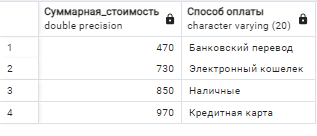 Суммарная_стоимость Способ оплаты
double precision character varying (20)
1 470 Банковский перевод
2 730 Электронный кошелек
3 850 Наличные
4 970 Кредитная карта